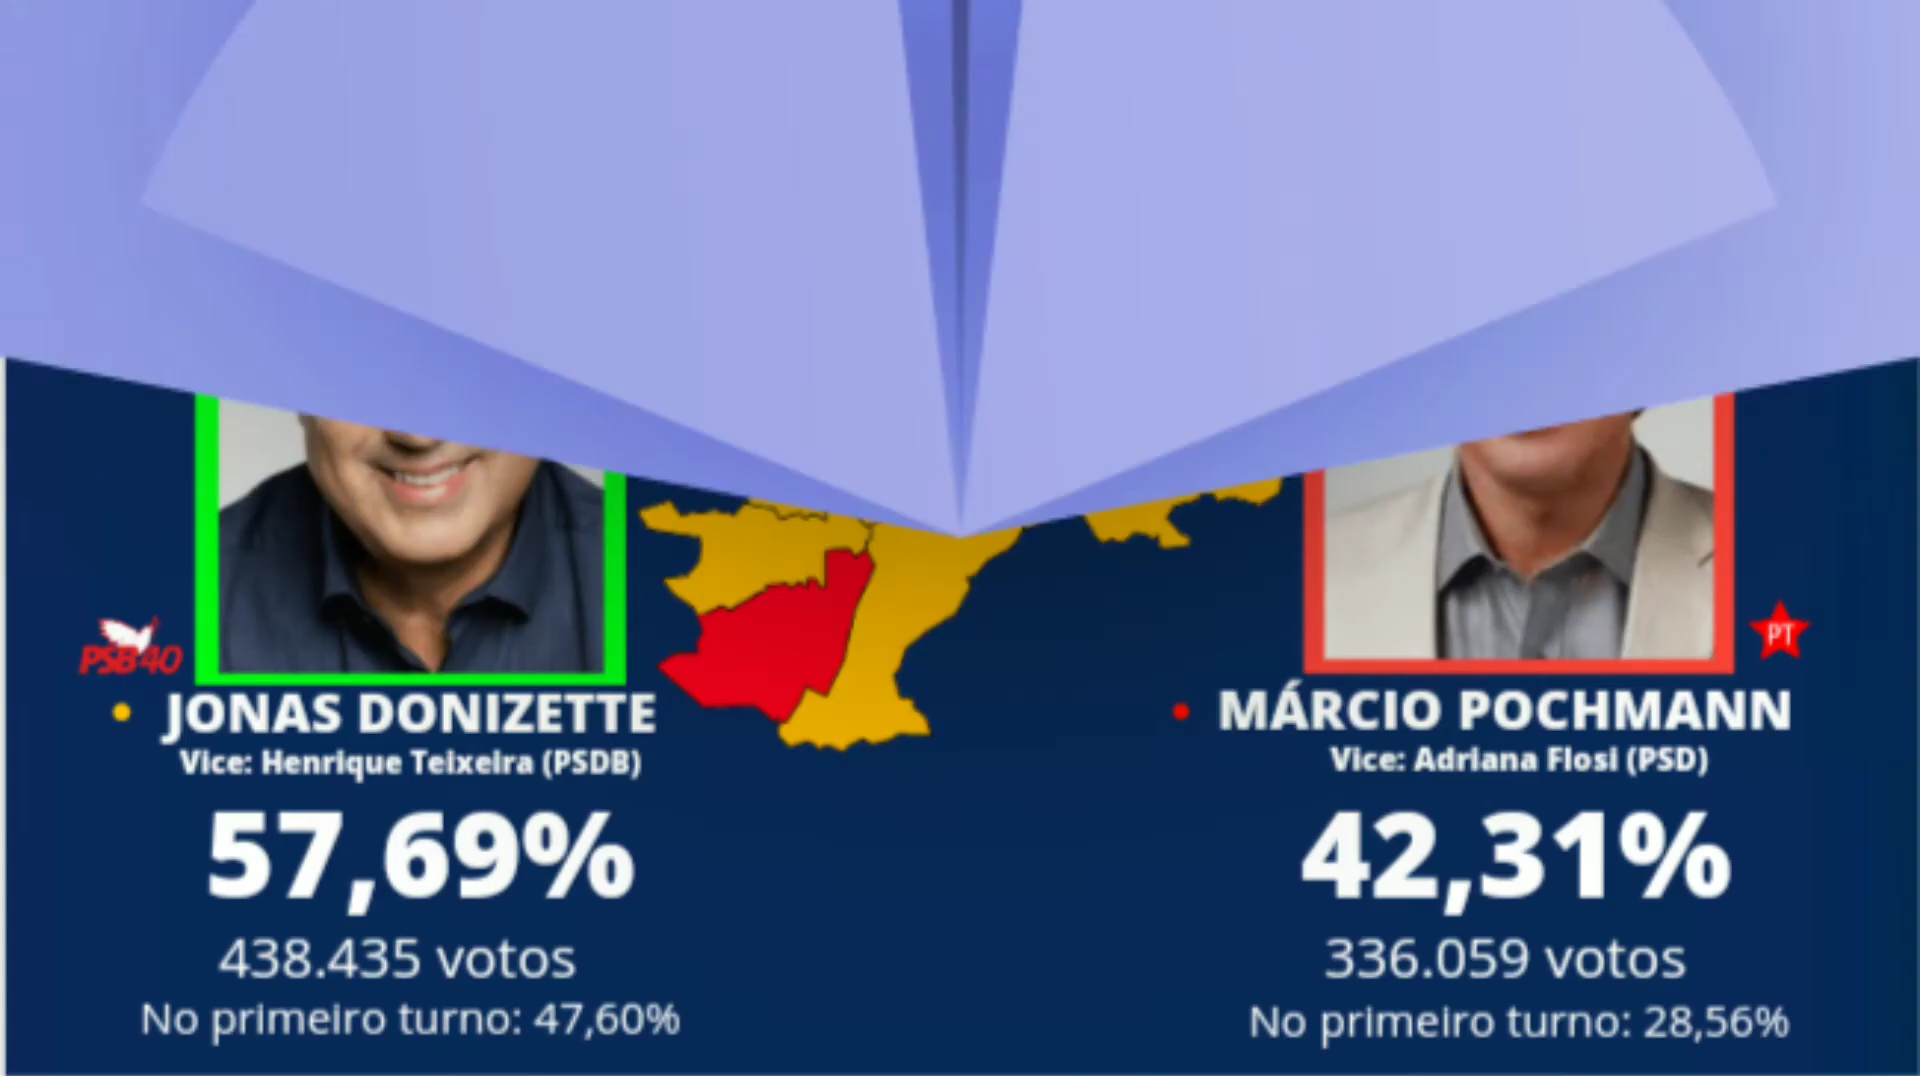 PSB40
PT
JONAS DONIZETTE
Vice: Henrique Teixeira (PSDB)
57,69%
438.435 votos
No primeiro turno: 47,60%
MÁRCIO POCHMANN
Vice: Adriana Flosi (PSD)
42,31%
336.059 votos
No primeiro turno: 28,56%